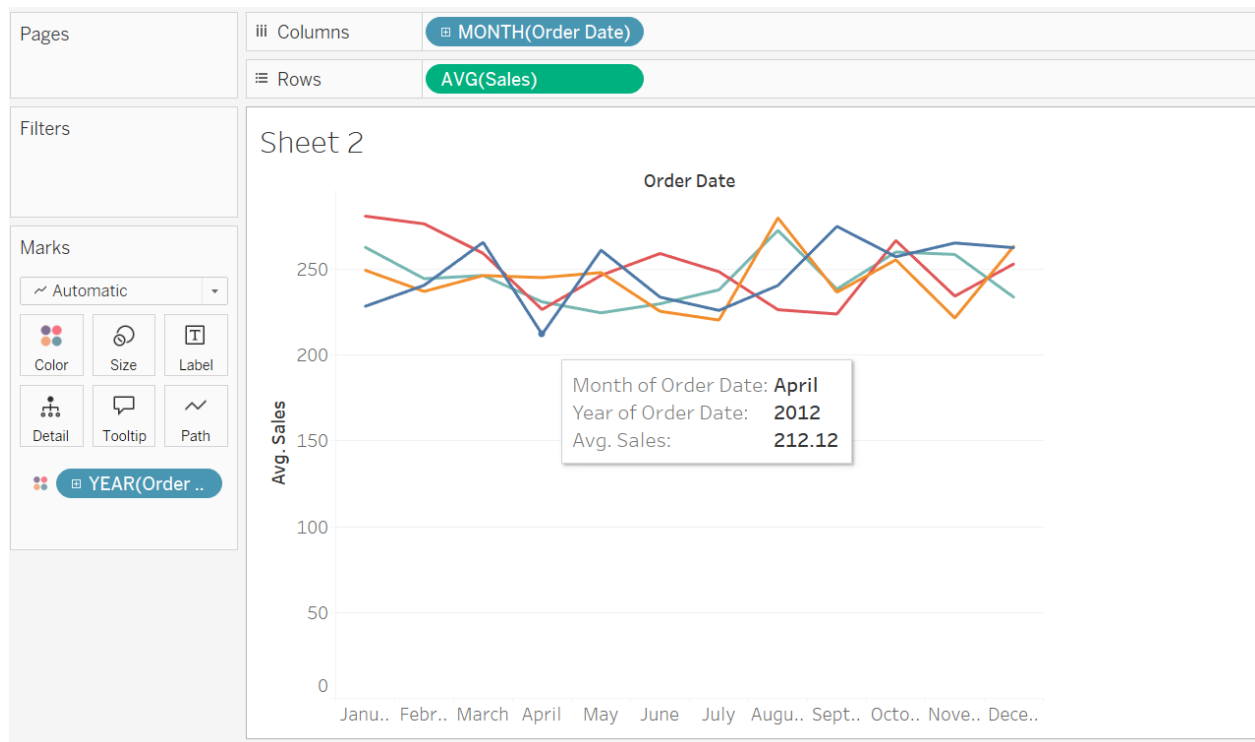 Pages
Columns
MONTH(Order Date)
Rows
AVG(Sales)
Filters
Sheet 2
Order Date
Marks
Automatic
Color Size Label
Detail Tooltip Path
YEAR(Order ..
Avg. Sales
250
200
150
100
50
0
Month of Order Date: April
Year of Order Date: 2012
Avg. Sales: 212.12
Janu.. Febr.. March April May June July Augu.. Sept.. Octo.. Nove.. Dece..